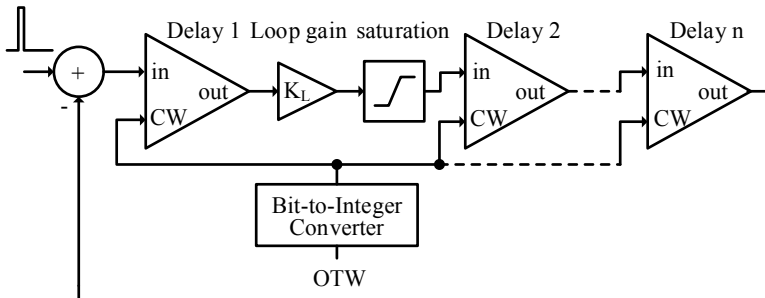 Delay 1 Loop gain saturation Delay 2 Delay n
+
-
in
out
CW
K_L
in
out
CW
in
out
CW
Bit-to-Integer
Converter
OTW